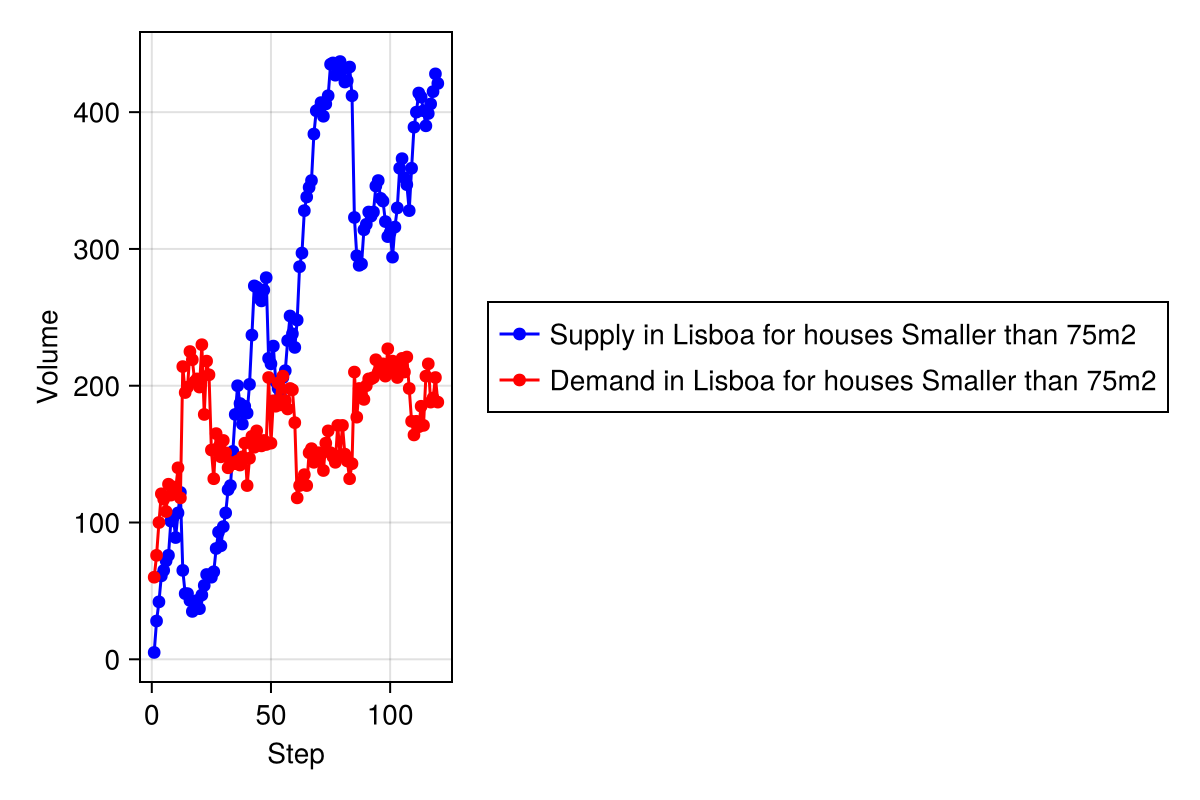 Volume
400
300
200
100
0
0 50 100
Step
Supply in Lisboa for houses Smaller than 75m2
Demand in Lisboa for houses Smaller than 75m2